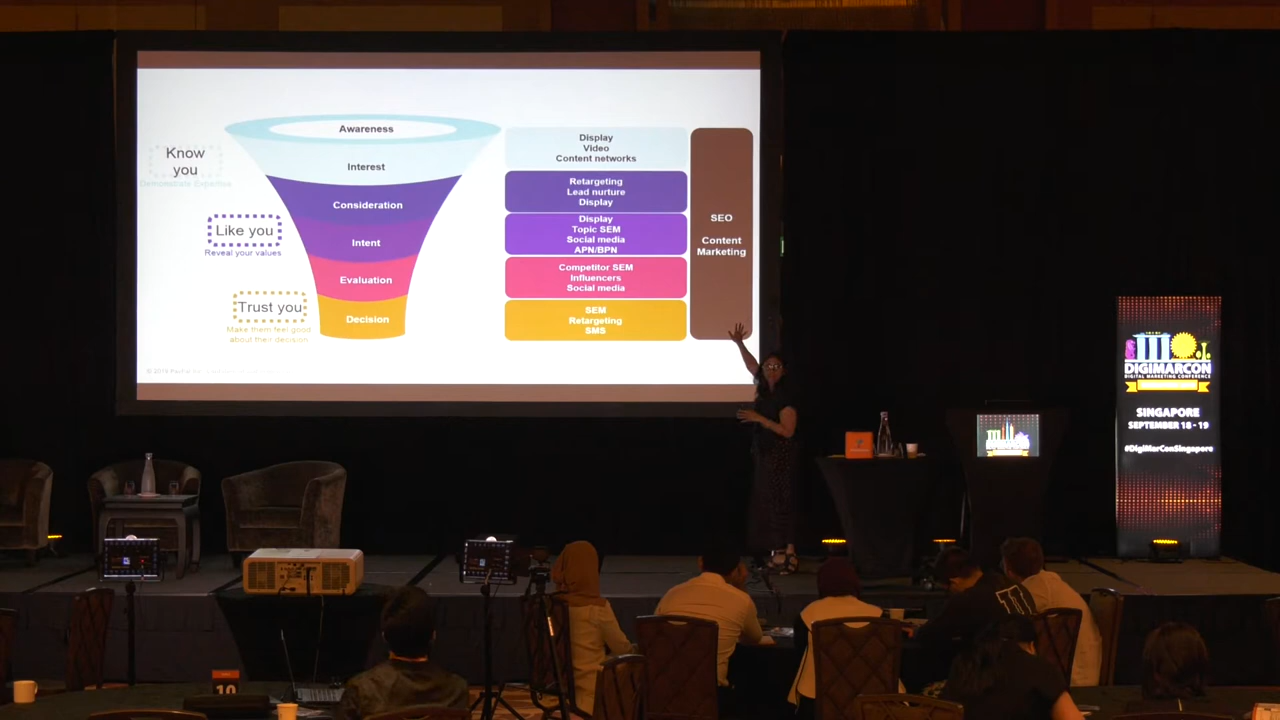 Know
you
Demonstrate Expertise
Like you
Reveal your values
Trust you
Make them feel good
about their decision
Awareness
Interest
Consideration
Intent
Evaluation
Decision
Display
Video
Content networks
Retargeting
Lead nurture
Display
Display
Topic SEM
Social media
APN/BPN
Competitor SEM
Influencers
Social media
SEM
Retargeting
SMS
SEO
Content
Marketing
© 2019
DIGIMARCON
DIGITAL MARKETING CONFERENCE
SINGAPORE
SEPTEMBER 18 - 19
#DigiMarConSingapore
10